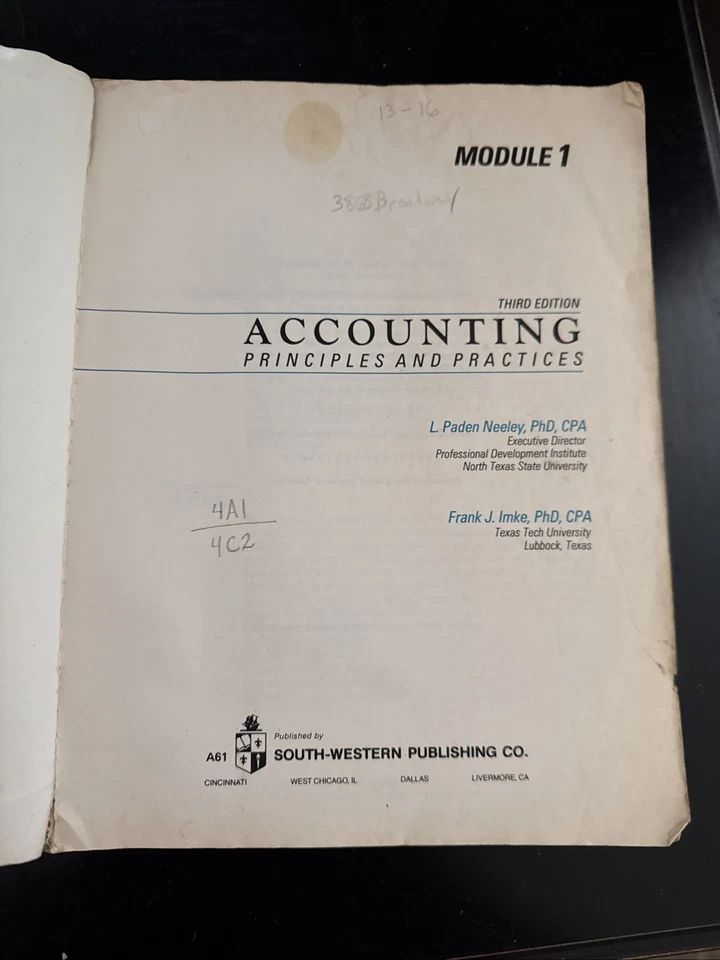 13-16
MODULE 1
Broadway
THIRD EDITION
ACCOUNTING
PRINCIPLES AND PRACTICES
L. Paden Neeley, PhD, CPA
Executive Director
Professional Development Institute
North Texas State University
4A1
4C2
Frank J. Imke, PhD, CPA
Texas Tech University
Lubbock, Texas
Published by
A61 SOUTH-WESTERN PUBLISHING CO.
CINCINNATI WEST CHICAGO, IL DALLAS LIVERMORE, CA